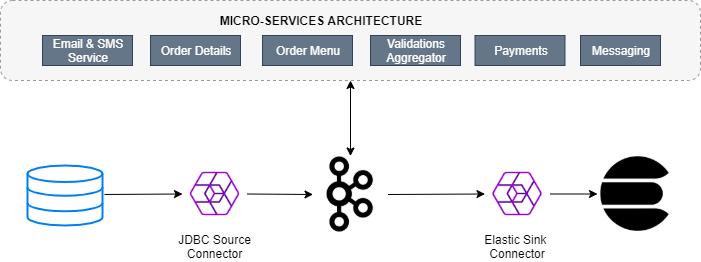 MICRO-SERVICES ARCHITECTURE
Email & SMS
Service
Order Details
Order Menu
Validations
Aggregator
Payments
Messaging
JDBC Source
Connector
Elastic Sink
Connector